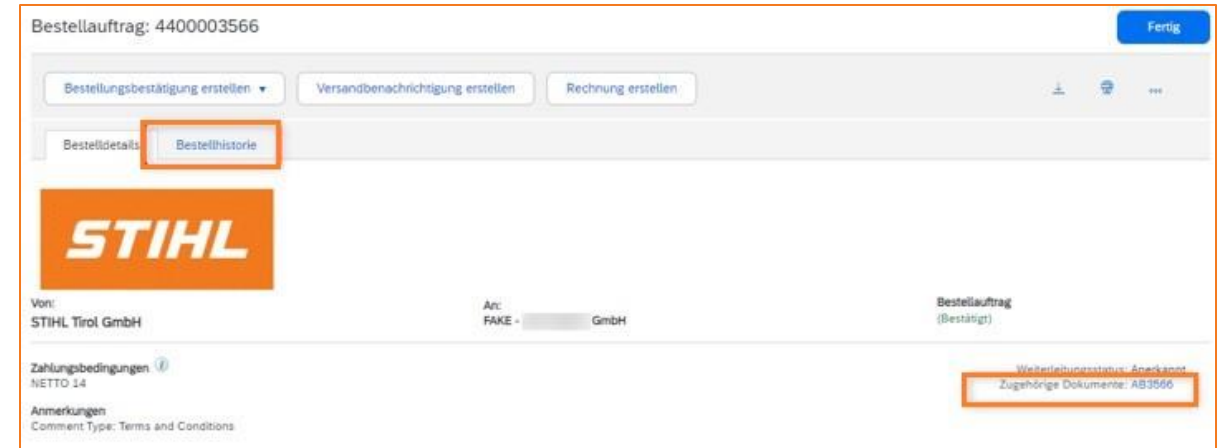 Bestellauftrag: 4400003566
Fertig
Bestellungsbestätigung erstellen
Versandbenachrichtigung erstellen
Rechnung erstellen
Bestelldetails
Bestellhistorie
STIHL
Von:
STIHL Tirol GmbH
An:
FAKE - GmbH
Bestellauftrag
(Bestätigt)
Zahlungsbedingungen
NETTO 14
Weiterleitungsstatus: Anerkannt
Zugehörige Dokumente: AB3566
Anmerkungen
Comment Type: Terms and Conditions